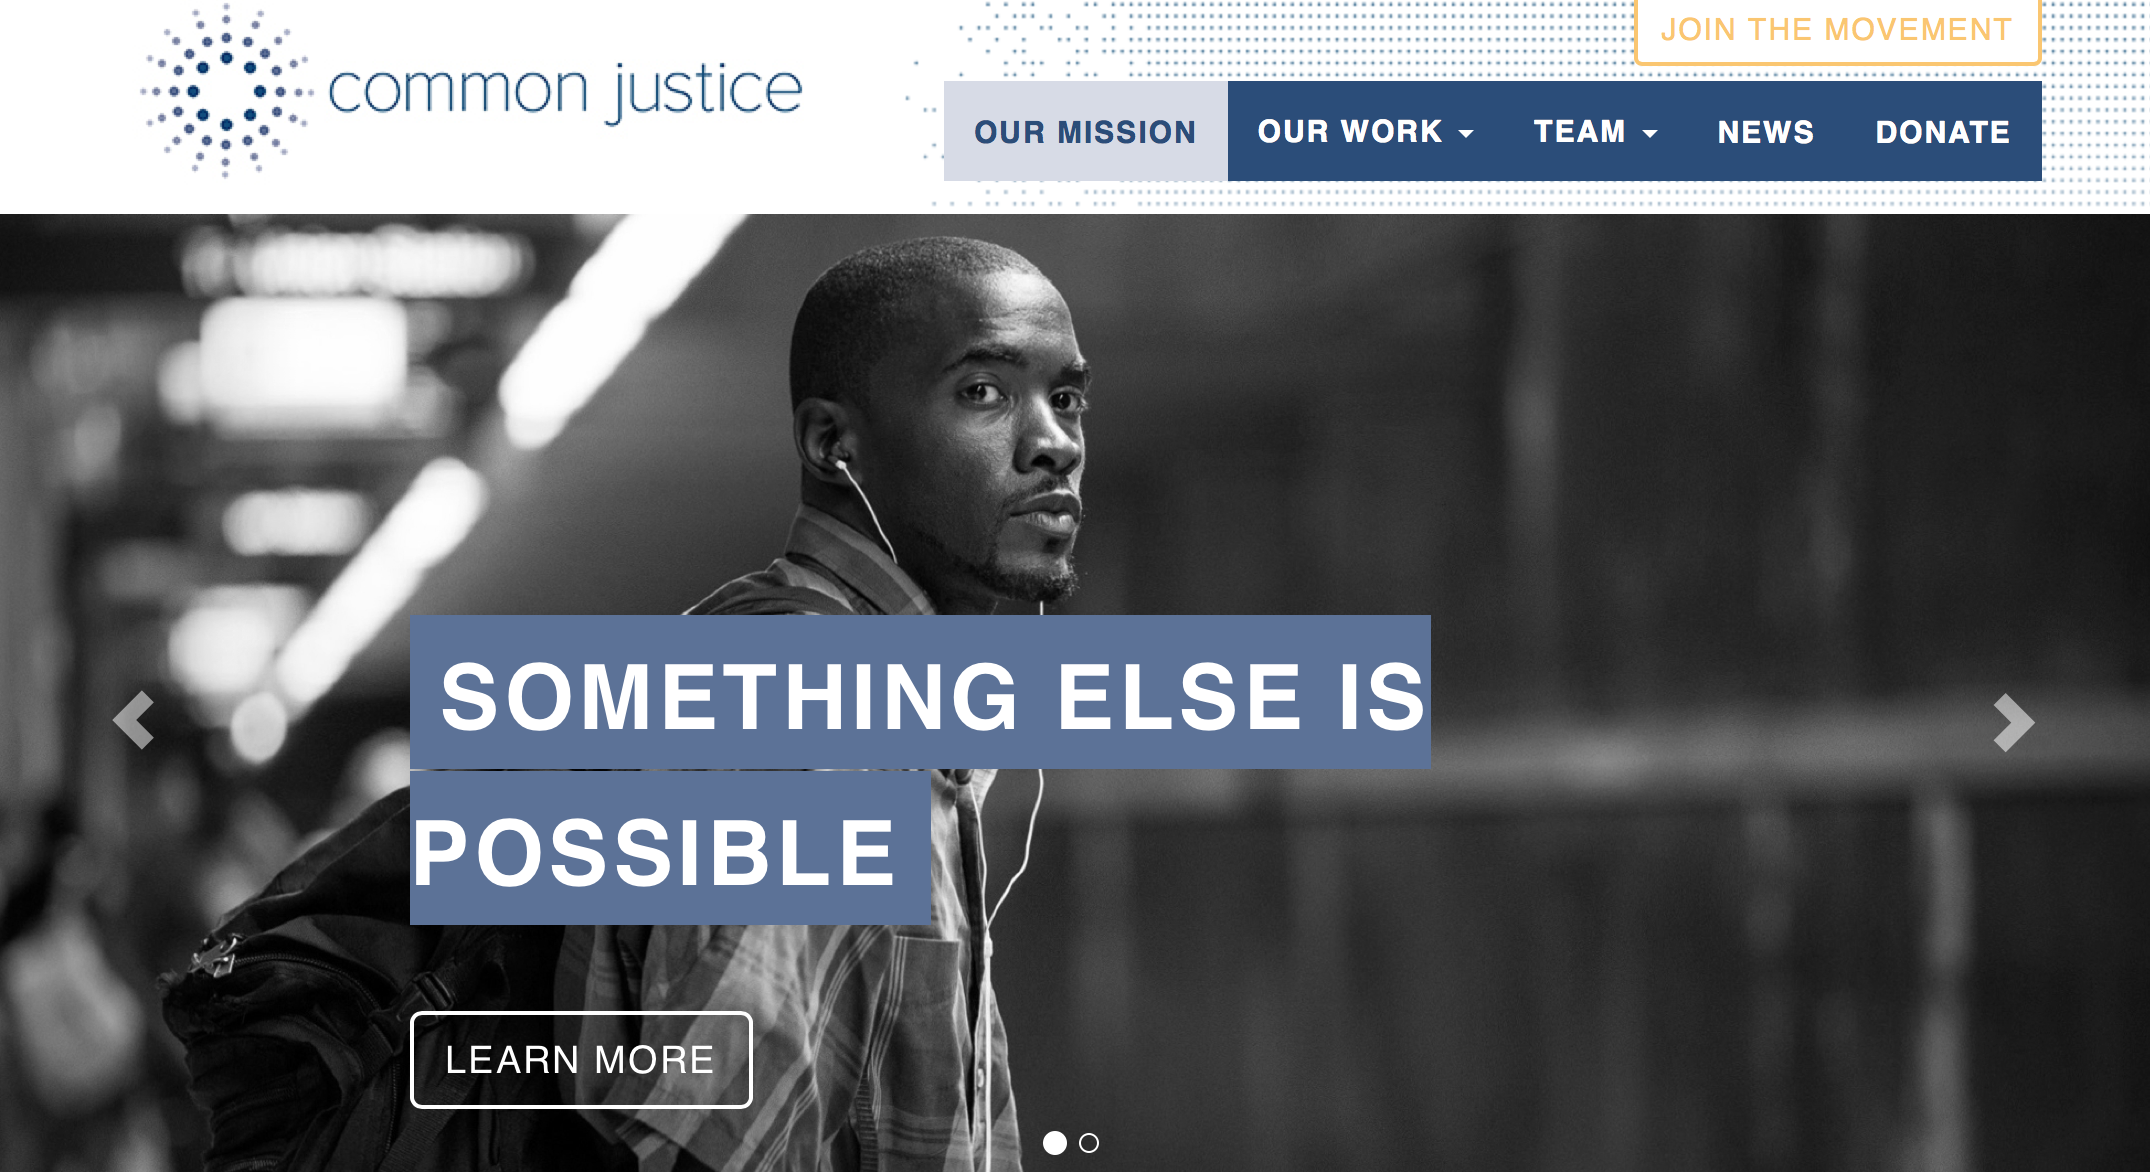 JOIN THE MOVEMENT
common justice
OUR MISSION OUR WORK TEAM NEWS DONATE
SOMETHING ELSE IS
POSSIBLE
LEARN MORE